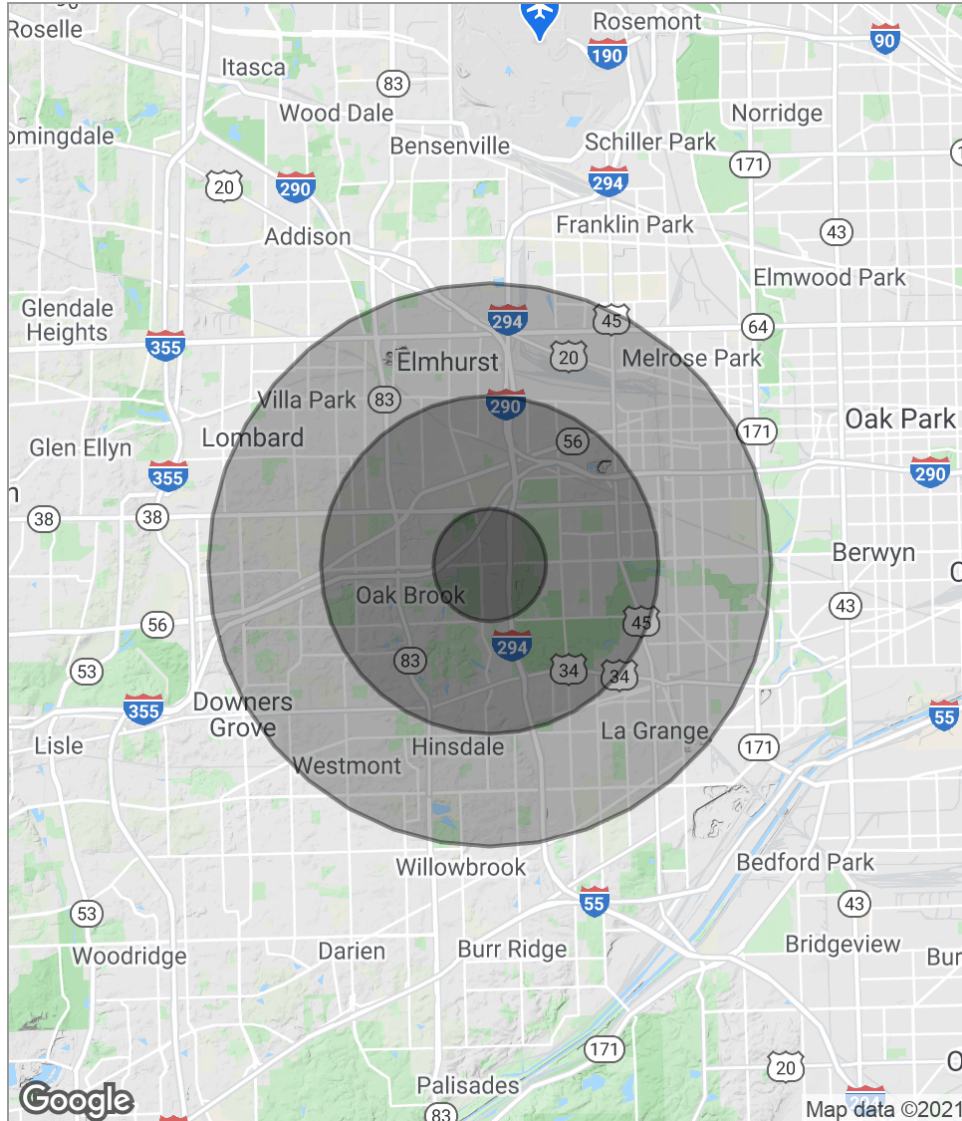 Roselle
Rosemont
190
90
Itasca
83
Wood Dale
Norridge
omingdale
Bensenville
Schiller Park
171
20
290
294
Franklin Park
43
Addison
Elmwood Park
Glendale
Heights
294
45
64
355
20
Elmhurst
Melrose Park
Villa Park
83
290
Oak Park
Lombard
56
171
Glen Ellyn
355
290
n
38
38
Berwyn
Oak Brook
43
56
45
294
83
34
34
53
Downers
Grove
355
55
Lisle
Hinsdale
La Grange
171
Westmont
Willowbrook
Bedford Park
55
43
53
Woodridge
Darien
Burr Ridge
Bridgeview
Bur
171
20
Palisades
83
294
Google
Map data ©2021